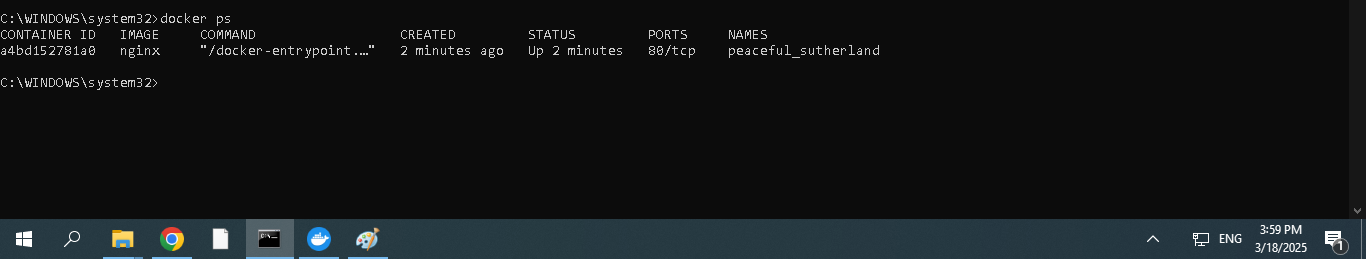 C:\WINDOWS\system32>docker ps
CONTAINER ID   IMAGE     COMMAND                  CREATED         STATUS         PORTS     NAMES
a4bd152781a0   nginx     "/docker-entrypoint.…"   2 minutes ago   Up 2 minutes   80/tcp    peaceful_sutherland
C:\WINDOWS\system32>
C:\.
ENG
3:59 PM
3/18/2025
1